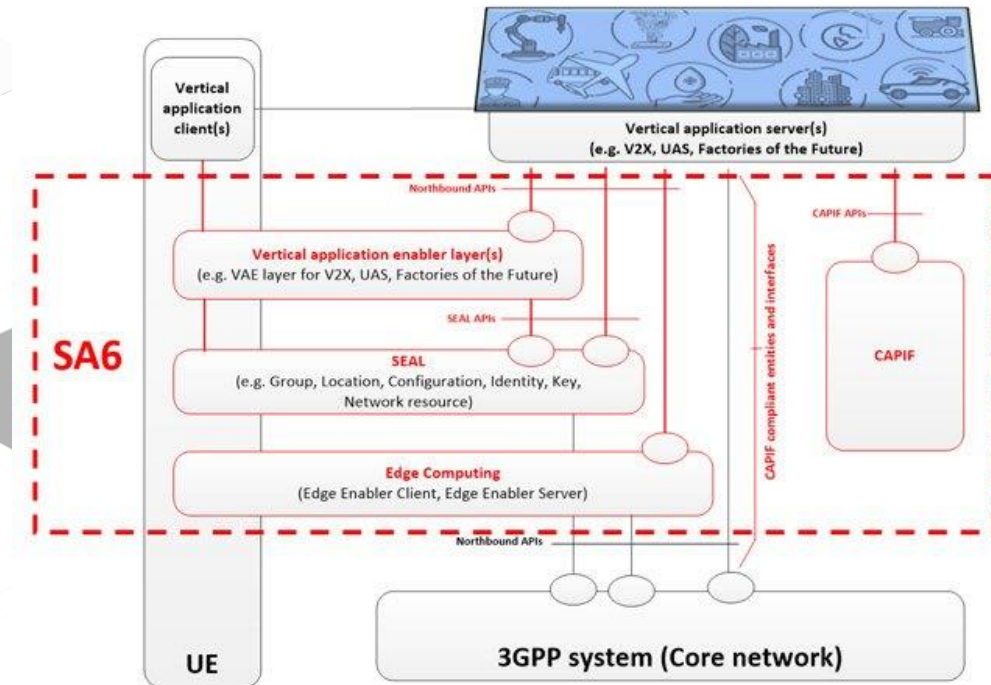 Vertical
application
client(s)
Vertical application server(s)
(e.g. V2X, UAS, Factories of the Future)
Northbound APIs
CAPIF APIs
Vertical application enabler layer(s)
(e.g. VAE layer for V2X, UAS, Factories of the Future)
SEAL APIs
SA6
SEAL
(e.g. Group, Location, Configuration, Identity, Key,
Network resource)
CAPIF compliant entities and interfaces
CAPIF
Edge Computing
(Edge Enabler Client, Edge Enabler Server)
Northbound APIs
UE
3GPP system (Core network)